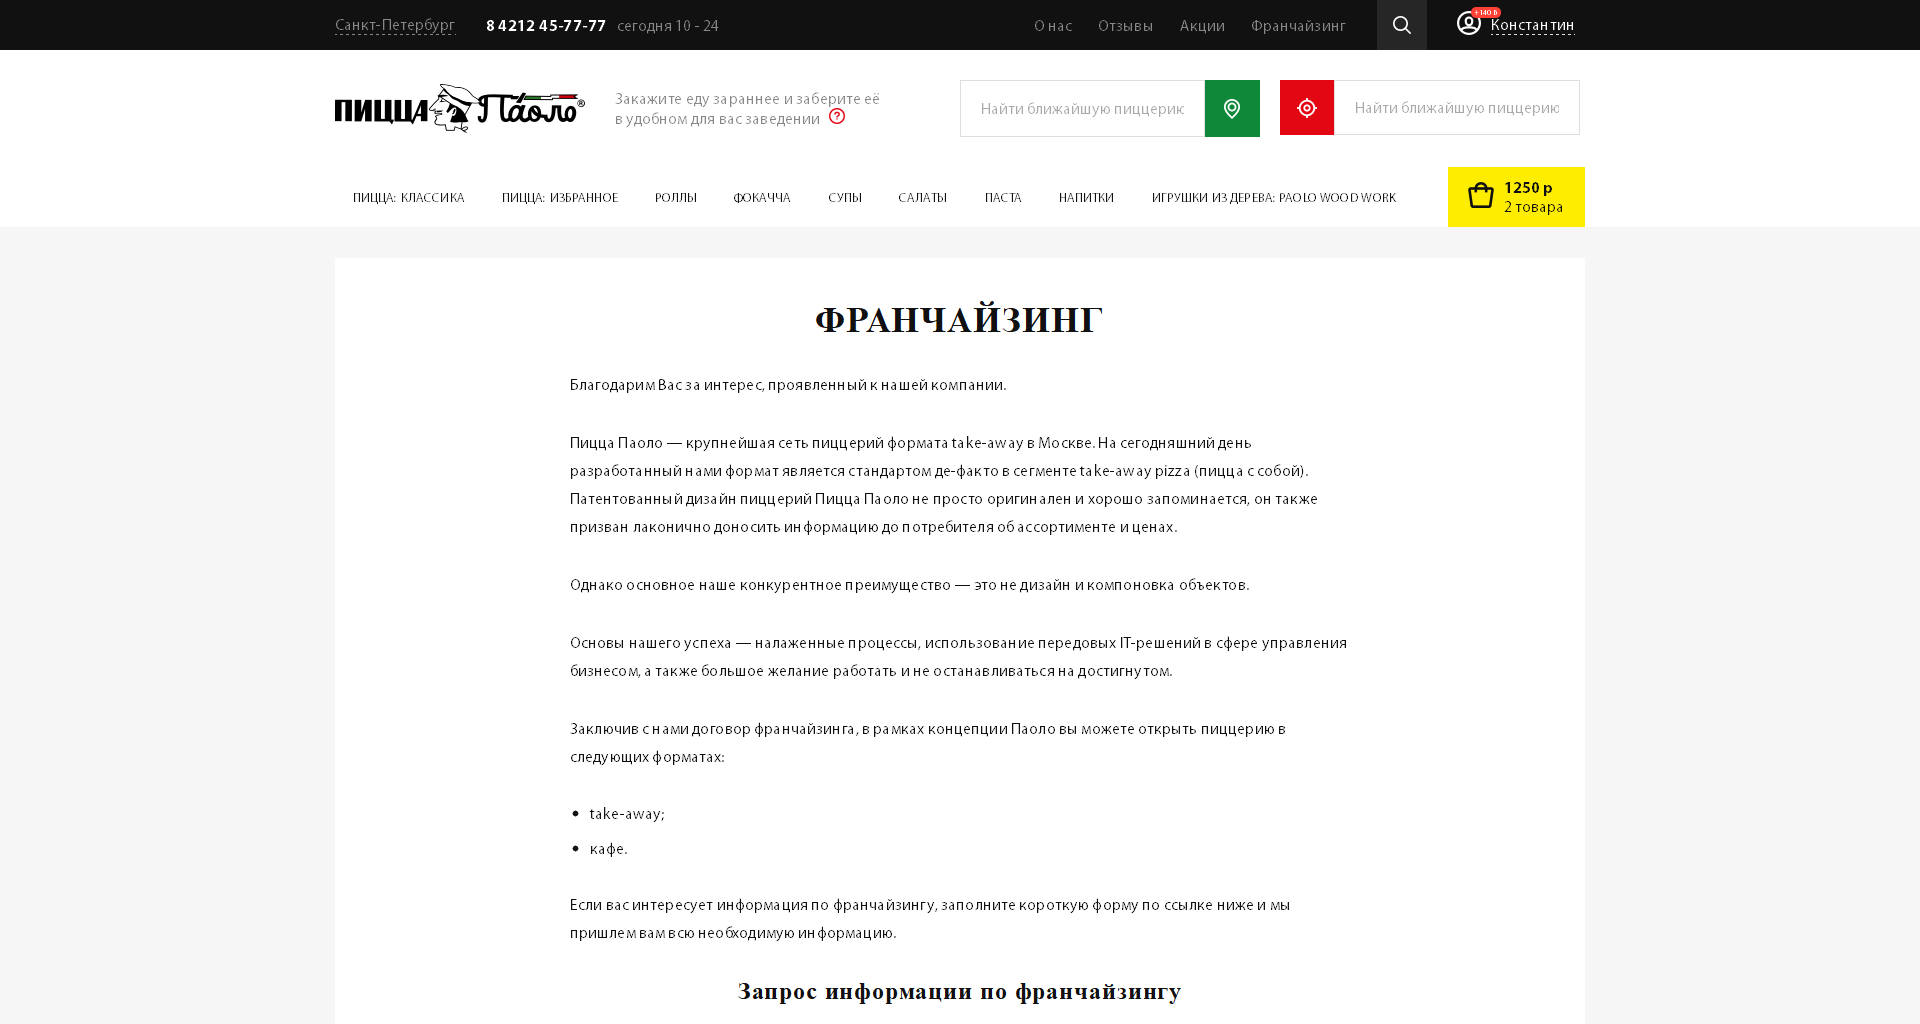 Санкт-Петербург
8 4212 45-77-77 сегодня 10 - 24
О нас Отзывы Акции Франчайзинг
+140 ₽
Константин
ПИЦЦА Паоло®
Закажите еду зараннее и заберите её
в удобном для вас заведении ?
Найти ближайшую пиццерик
Найти ближайшую пиццерию
ПИЦЦА: КЛАССИКА ПИЦЦА: ИЗБРАННОЕ РОЛЛЫ ФОКАЧЧА СУПЫ САЛАТЫ ПАСТА НАПИТКИ ИГРУШКИ ИЗ ДЕРЕВА: PAOLO WOOD WORK
1250 р
2 товара
ФРАНЧАЙЗИНГ
Благодарим Вас за интерес, проявленный к нашей компании.
Пицца Паоло — крупнейшая сеть пиццерий формата take-away в Москве. На сегодняшний день
разработанный нами формат является стандартом де-факто в сегменте take-away pizza (пицца с собой).
Патентованный дизайн пиццерий Пицца Паоло не просто оригинален и хорошо запоминается, он также
призван лаконично доносить информацию до потребителя об ассортименте и ценах.
Однако основное наше конкурентное преимущество — это не дизайн и компоновка объектов.
Основы нашего успеха — налаженные процессы, использование передовых IT-решений в сфере управления
бизнесом, а также большое желание работать и не останавливаться на достигнутом.
Заключив с нами договор франчайзинга, в рамках концепции Паоло вы можете открыть пиццерию в
следующих форматах:
• take-away;
• кафе.
Если вас интересует информация по франчайзингу, заполните короткую форму по ссылке ниже и мы
пришлем вам всю необходимую информацию.
Запрос информации по франчайзингу